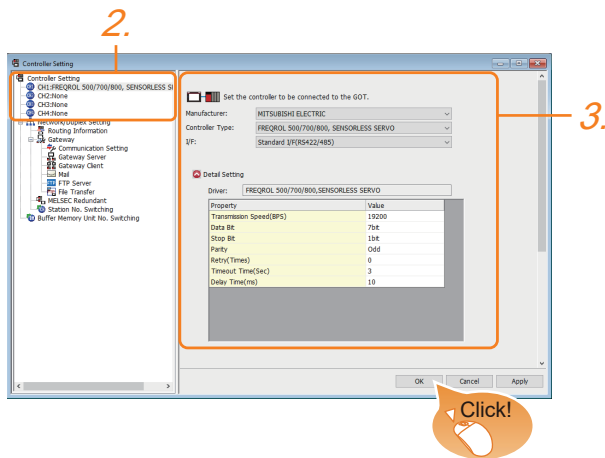 2.
Controller Setting
Controller Setting
CH1:FREQROL 500/700/800, SENSORLESS SE
CH2:None
CH3:None
CH4:None
Network/Duplex Setting
Routing Information
Gateway
Communication Setting
Gateway Server
Gateway Client
Mail
FTP Server
File Transfer
MELSEC Redundant
Station No. Switching
Buffer Memory Unit No. Switching
Set the controller to be connected to the GOT.
Manufacturer: MITSUBISHI ELECTRIC
Controller Type: FREQROL 500/700/800, SENSORLESS SERVO
I/F: Standard I/F(RS422/485)
3.
Detail Setting
Driver: FREQROL 500/700/800,SENSORLESS SERVO
Property Value
Transmission Speed(BPS) 19200
Data Bit 7bit
Stop Bit 1bit
Parity Odd
Retry(Times) 0
Timeout Time(Sec) 3
Delay Time(ms) 10
OK Cancel Apply
Click!